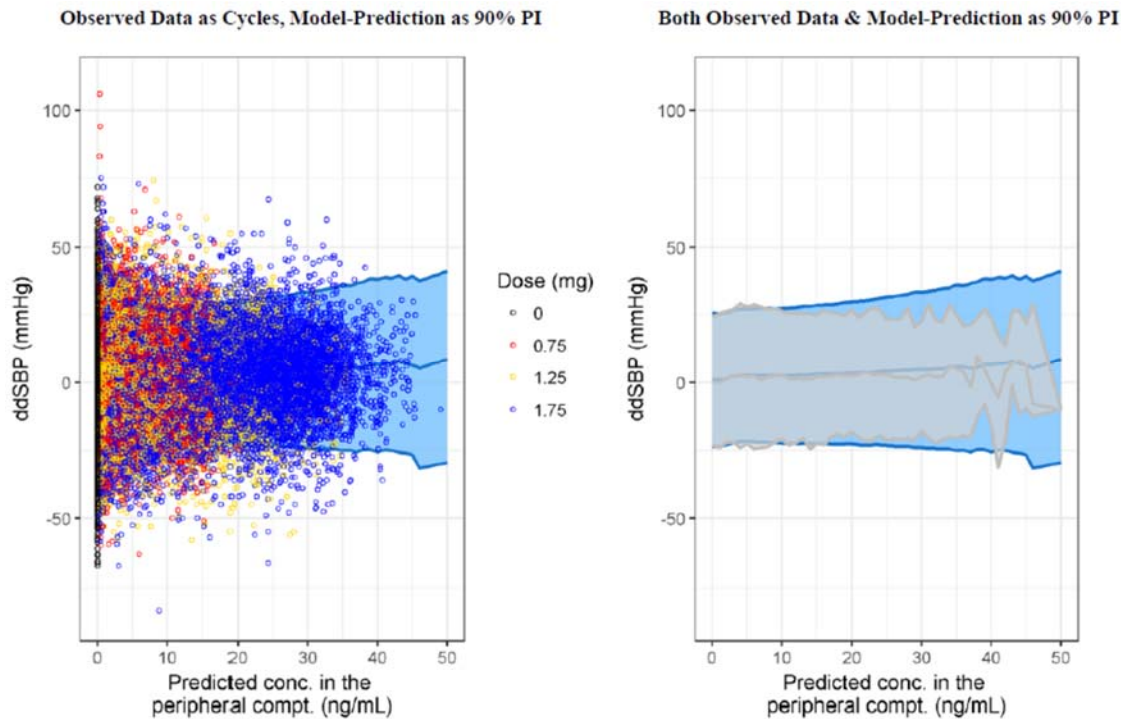 Observed Data as Cycles, Model-Prediction as 90% PI
Both Observed Data & Model-Prediction as 90% PI
100
50
0
-50
ddSBP (mmHg)
0 10 20 30 40 50
Predicted conc. in the
peripheral compt. (ng/mL)
Dose (mg)
0
0.75
1.25
1.75
100
50
0
-50
ddSBP (mmHg)
0 10 20 30 40 50
Predicted conc. in the
peripheral compt. (ng/mL)